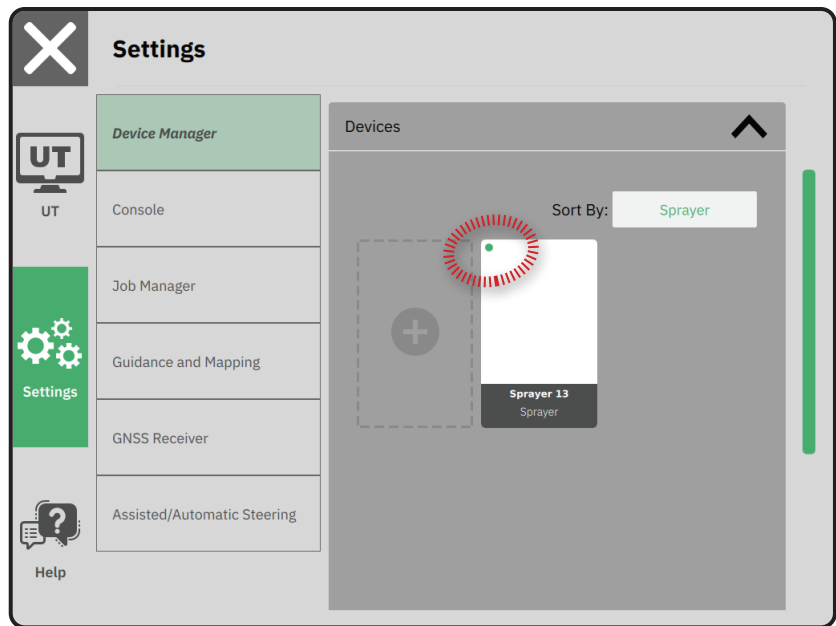 Settings
UT
UT
Settings
Help
Device Manager
Console
Job Manager
Guidance and Mapping
GNSS Receiver
Assisted/Automatic Steering
Devices
Sort By: Sprayer
Sprayer 13
Sprayer